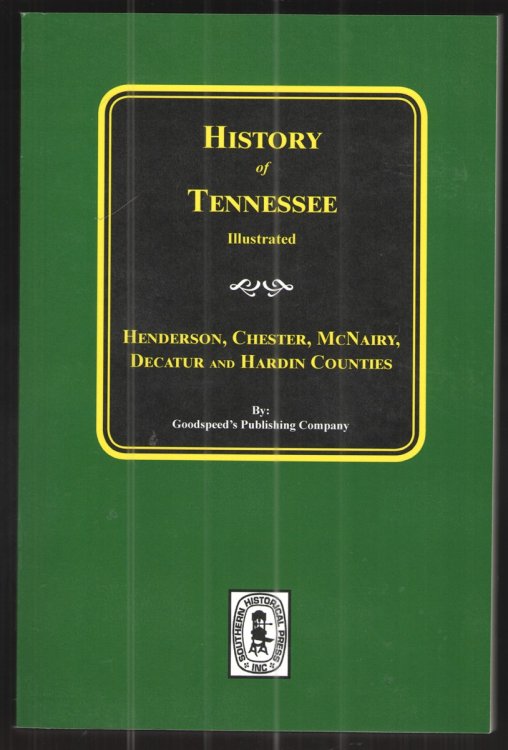 HISTORY
of
TENNESSEE
Illustrated
HENDERSON, CHESTER, MCNAIRY,
DECATUR AND HARDIN COUNTIES
By:
Goodspeed's Publishing Company
SOUTHERN HISTORICAL PRESS
INC